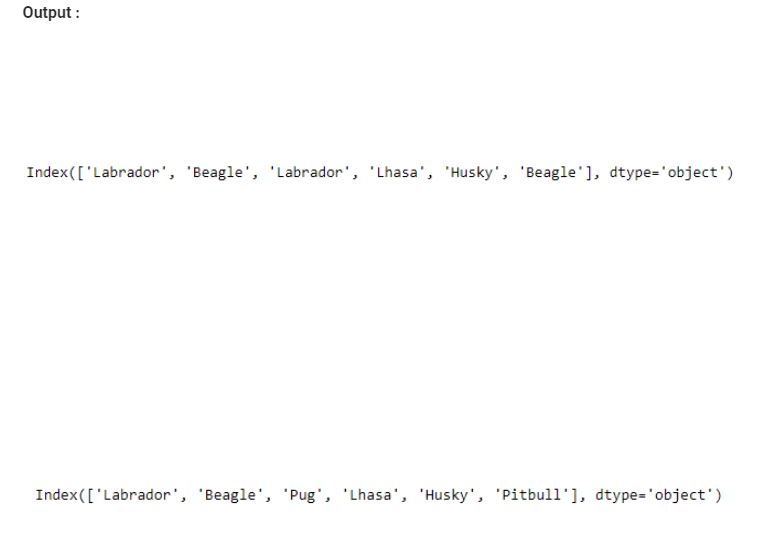 Output :
Index(['Labrador', 'Beagle', 'Labrador', 'Lhasa', 'Husky', 'Beagle'], dtype='object')
Index(['Labrador', 'Beagle', 'Pug', 'Lhasa', 'Husky', 'Pitbull'], dtype='object')